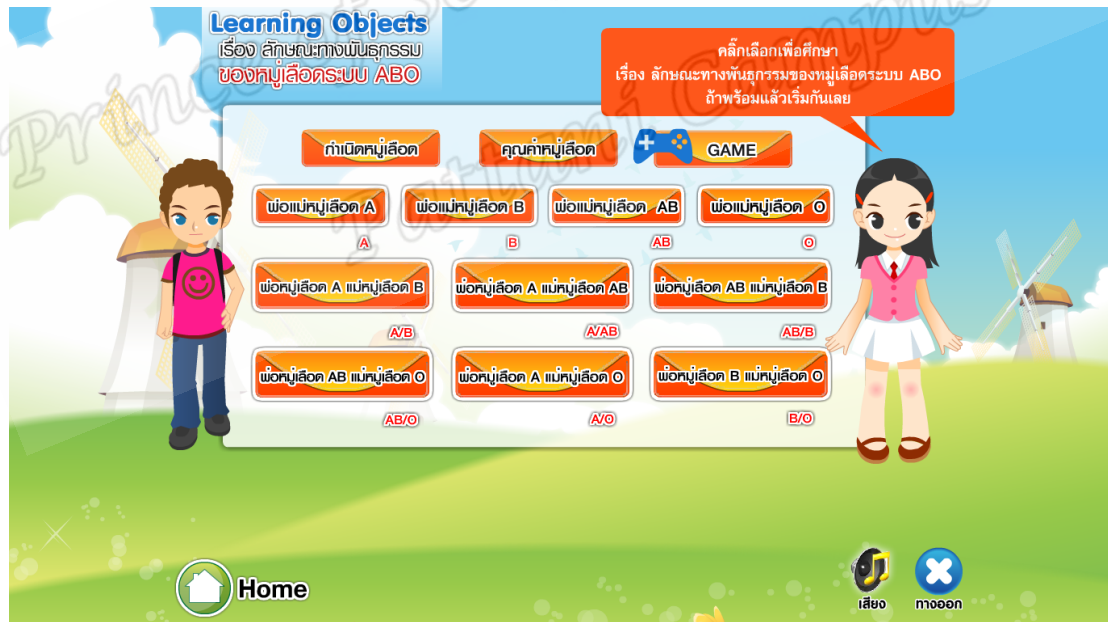 Learning Objects
เรื่อง ลักษณะทางพันธุกรรม
ของหมู่เลือดระบบ ABO
คลิ๊กเลือกเพื่อศึกษา
เรื่อง ลักษณะทางพันธุกรรมของหมู่เลือดระบบ ABO
ถ้าพร้อมแล้วเริ่มกันเลย
กำเนิดหมู่เลือด
คุณค่าหมู่เลือด
GAME
พ่อแม่หมู่เลือด A
พ่อแม่หมู่เลือด B
พ่อแม่หมู่เลือด AB
พ่อแม่หมู่เลือด O
A
B
AB
O
พ่อหมู่เลือด A แม่หมู่เลือด B
พ่อหมู่เลือด A แม่หมู่เลือด AB
พ่อหมู่เลือด AB แม่หมู่เลือด B
A/B
A/AB
AB/B
พ่อหมู่เลือด AB แม่หมู่เลือด O
พ่อหมู่เลือด A แม่หมู่เลือด O
พ่อหมู่เลือด B แม่หมู่เลือด O
AB/O
A/O
B/O
Home
เสียง
ทางออก
Pattani Campus